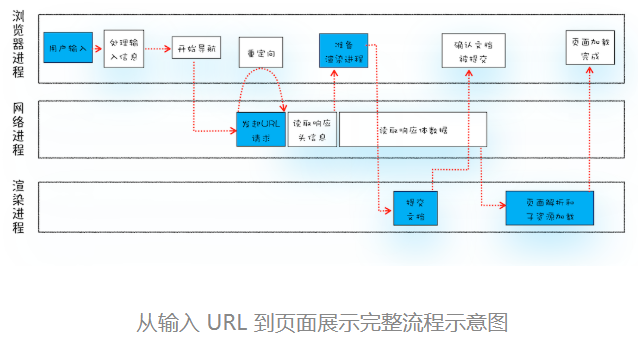 浏览器进程
用户输入
处理输
入信息
开始导航
重定向
准备
渲染进程
确认文档
被提交
页面加载
完成
网络进程
发起URL
请求
读取响应
头信息
读取响应体数据
渲染进程
提交
文档
页面解析和
子资源加载
从输入 URL 到页面展示完整流程示意图